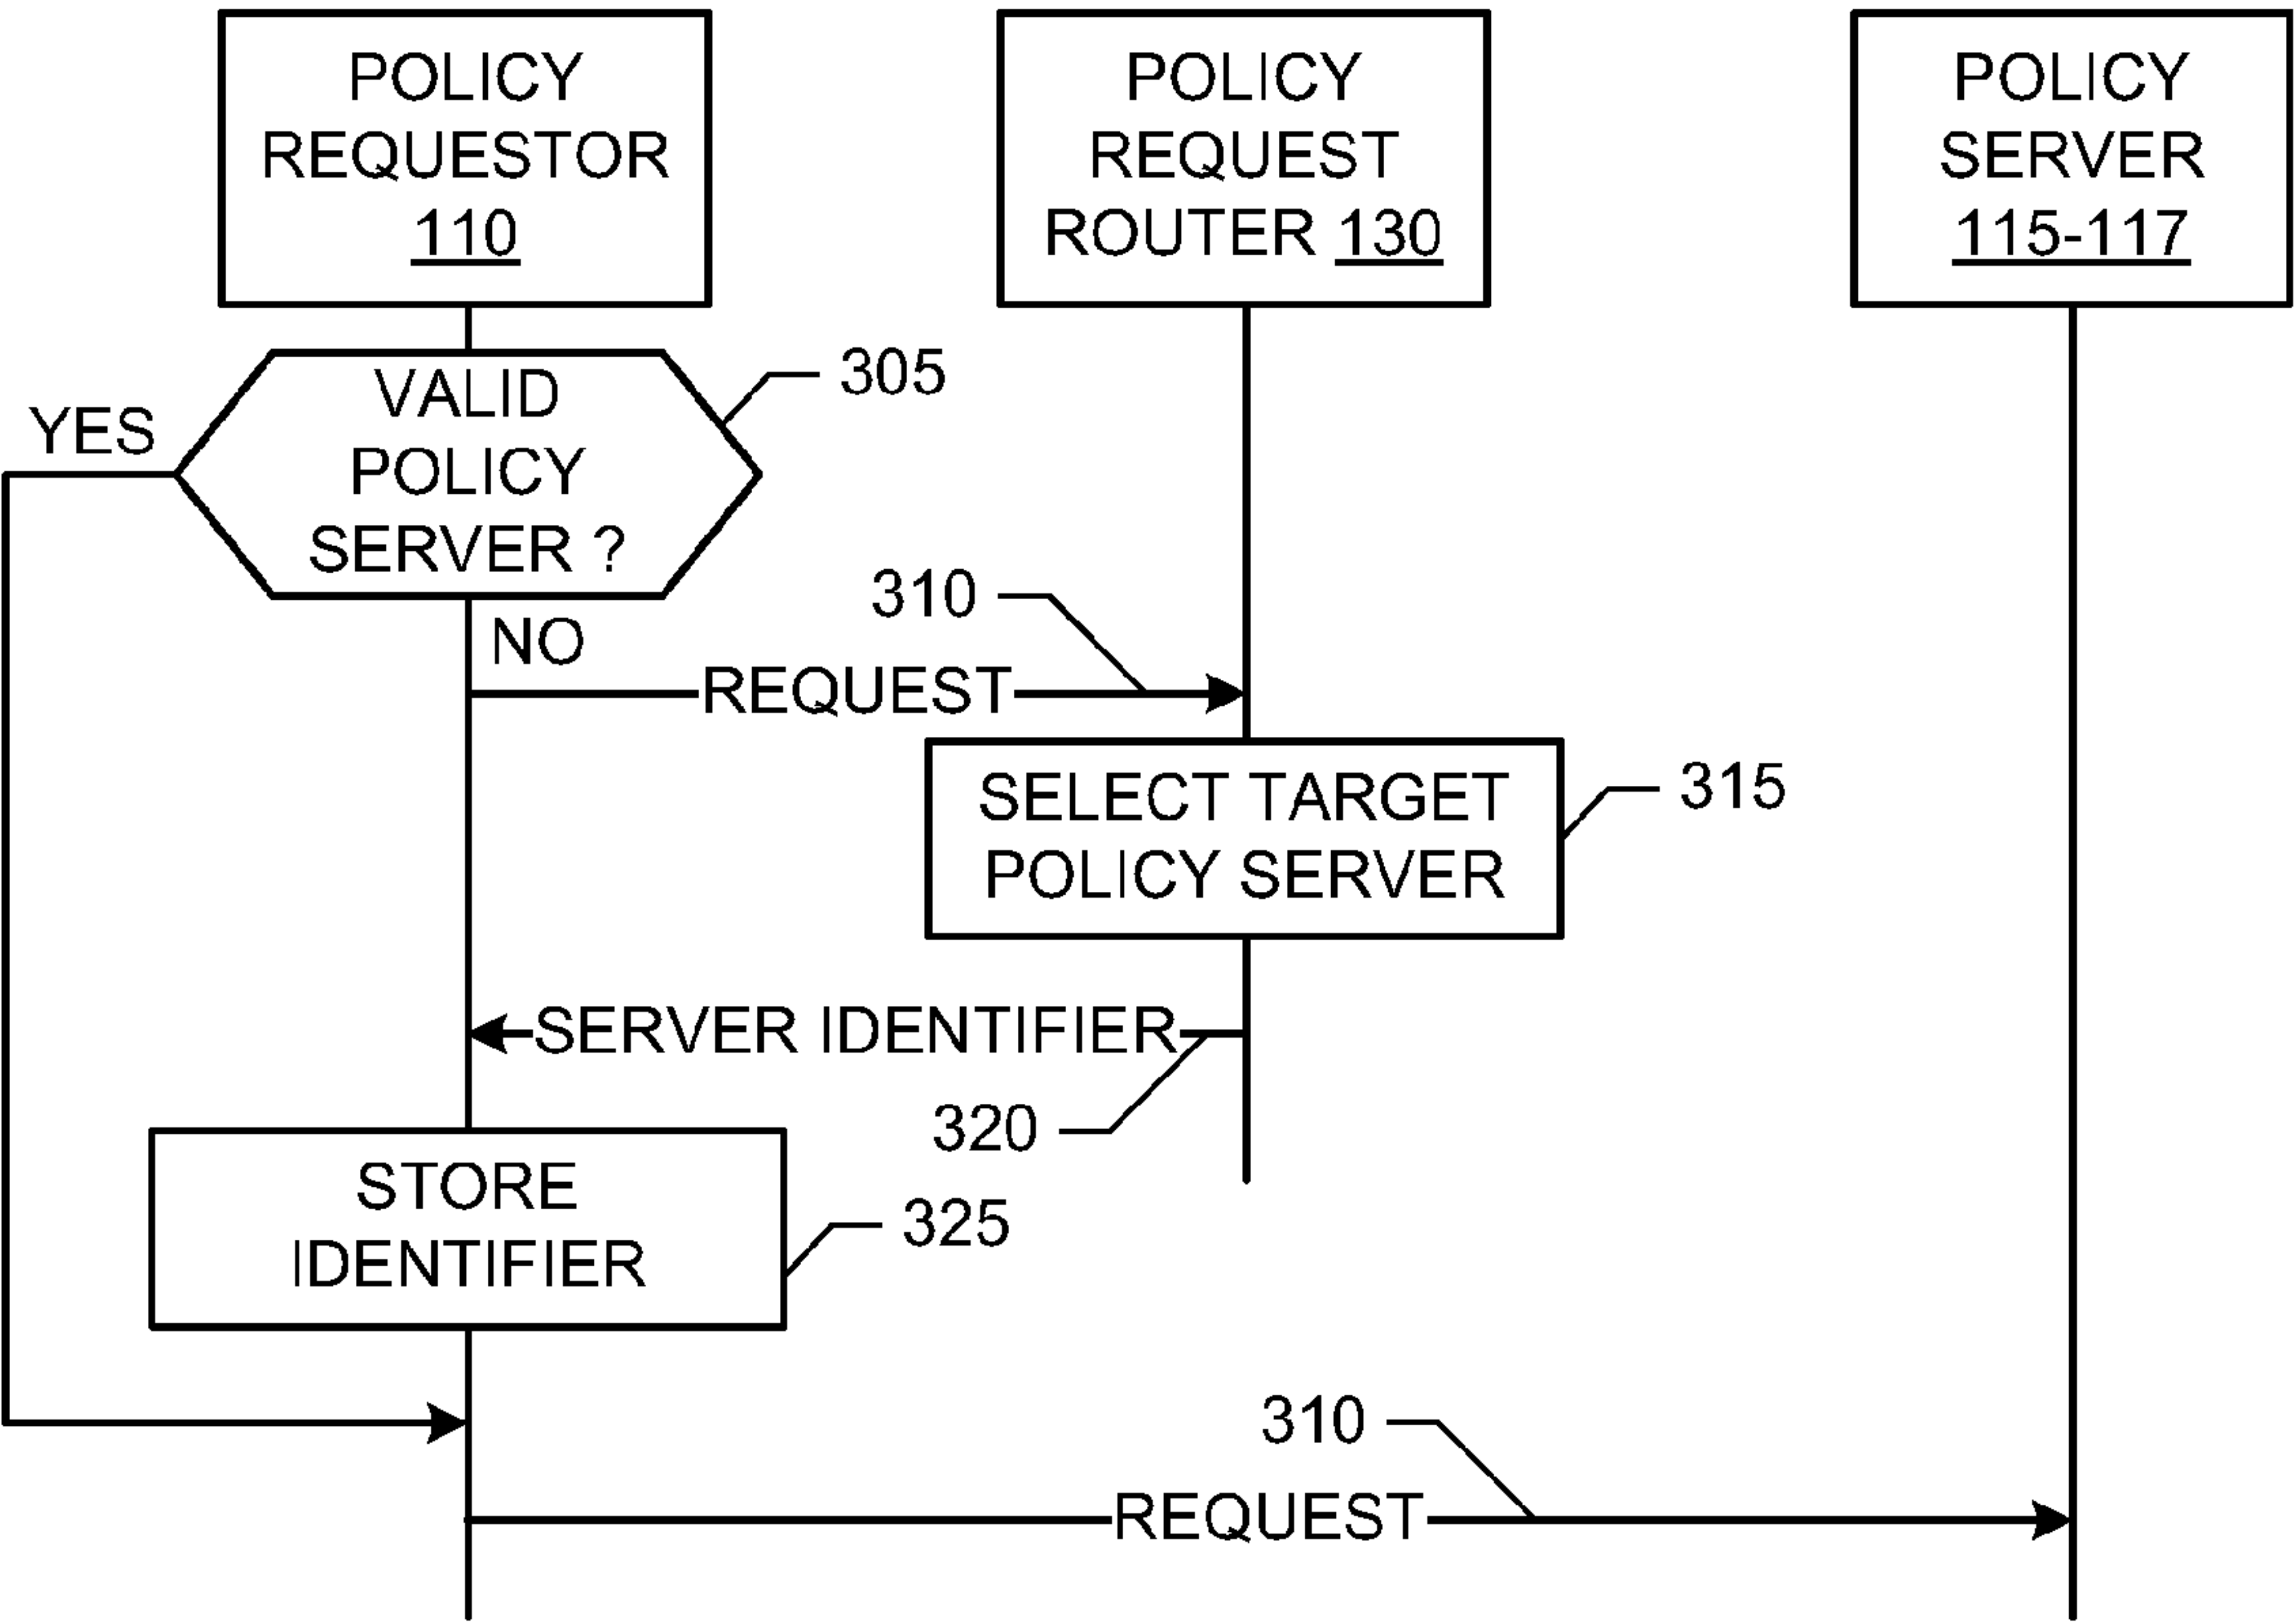 POLICY
REQUESTOR
110
POLICY
REQUEST
ROUTER 130
POLICY
SERVER
115-117
VALID
POLICY
SERVER ?
305
YES
NO
310
REQUEST
SELECT TARGET
POLICY SERVER
315
SERVER IDENTIFIER
320
STORE
IDENTIFIER
325
310
REQUEST